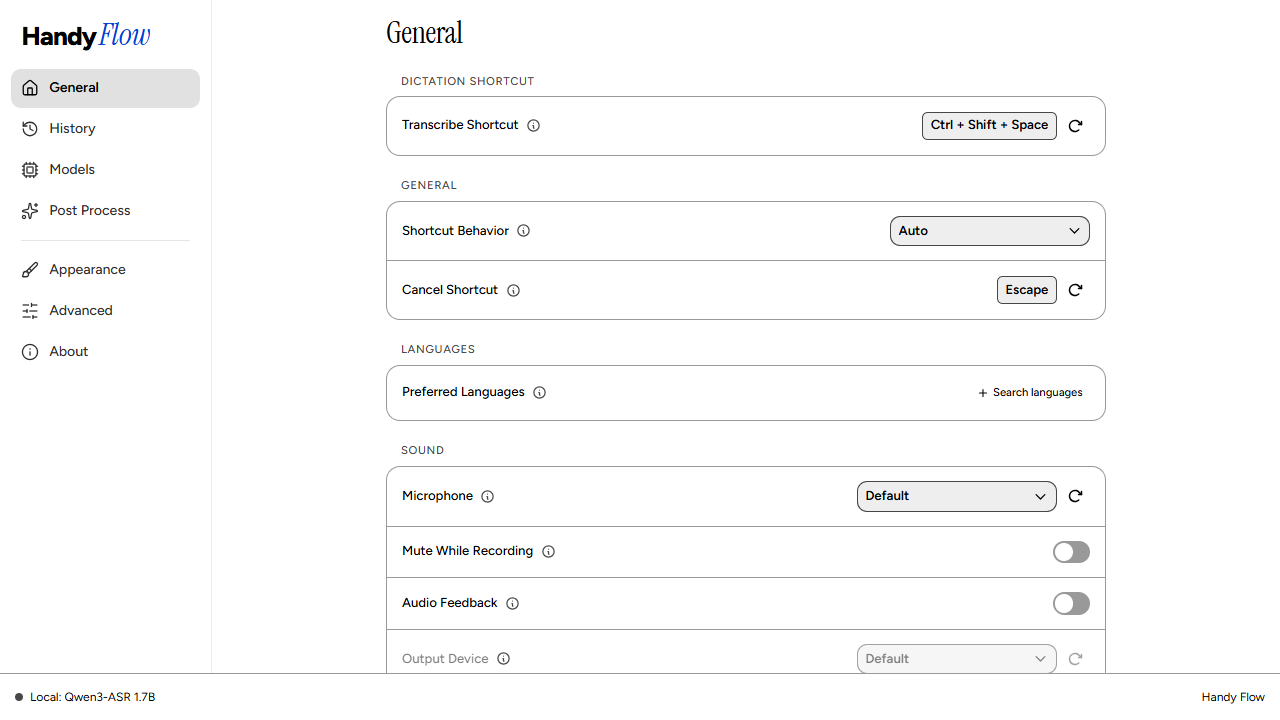 Handy Flow
General
History
Models
Post Process
Appearance
Advanced
About
General
DICTATION SHORTCUT
Transcribe Shortcut
Ctrl + Shift + Space
GENERAL
Shortcut Behavior
Auto
Cancel Shortcut
Escape
LANGUAGES
Preferred Languages
+ Search languages
SOUND
Microphone
Default
Mute While Recording
Audio Feedback
Output Device
Default
Local: Qwen3-ASR 1.7B
Handy Flow